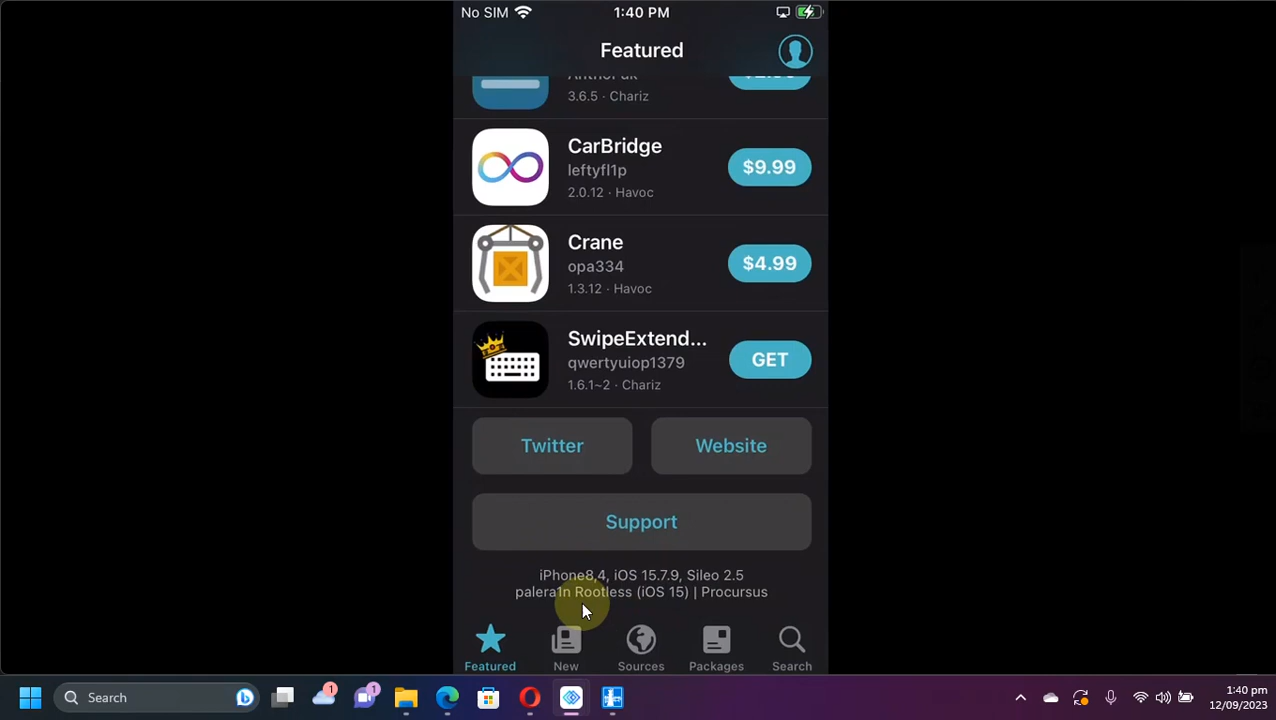 No SIM 1:40 PM
Featured
3.6.5 · Chariz
CarBridge
leftyfl1p
2.0.12 · Havoc
$9.99
Crane
opa334
1.3.12 · Havoc
$4.99
SwipeExtend...
qwertyuiop1379
1.6.1~2 · Chariz
GET
Twitter
Website
Support
iPhone8,4, iOS 15.7.9, Sileo 2.5
palera1n Rootless (iOS 15) | Procursus
Featured
New
Sources
Packages
Search
Search
1
1
1:40 pm
12/09/2023